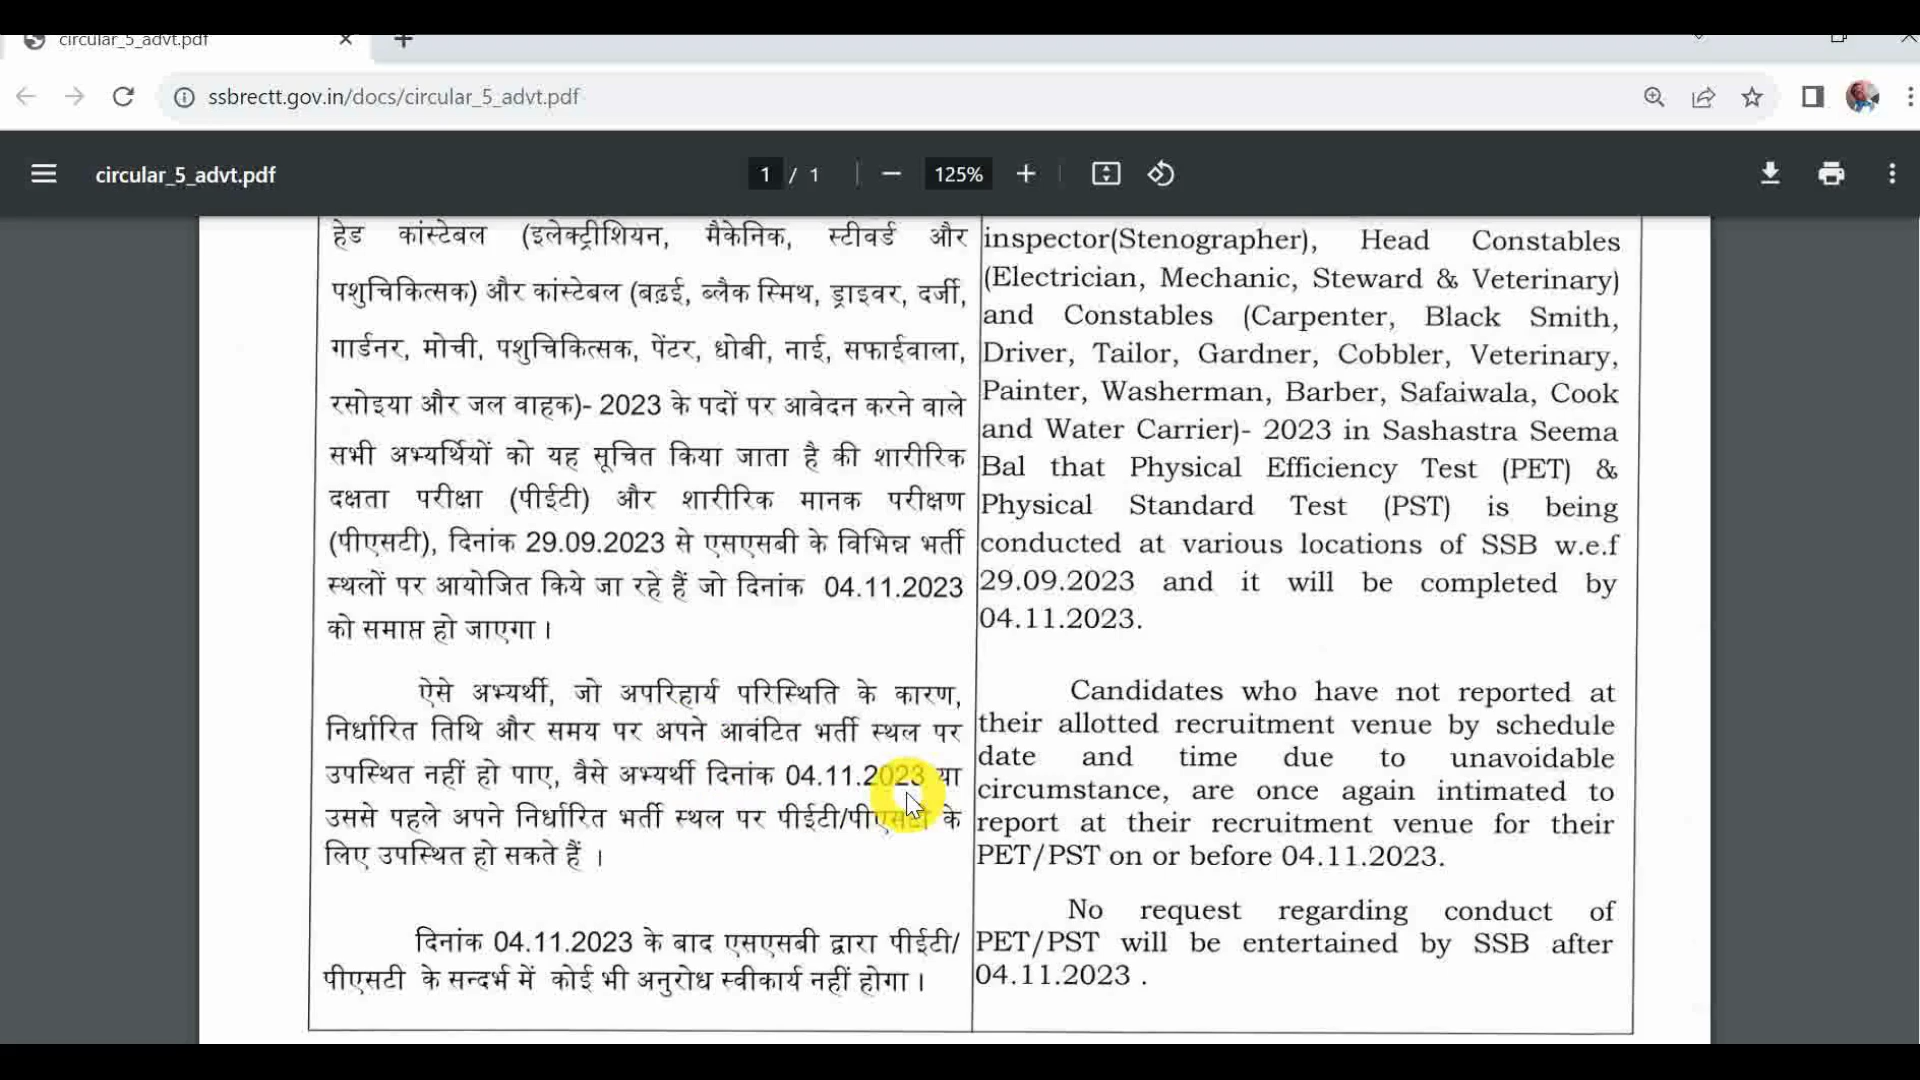 circular_5_advt.pdf
ssbrectt.gov.in/docs/circular_5_advt.pdf
circular_5_advt.pdf
1 / 1
125%
हेड कांस्टेबल (इलेक्ट्रीशियन, मैकेनिक, स्टीवर्ड और
पशुचिकित्सक) और कांस्टेबल (बढ़ई, ब्लैक स्मिथ, ड्राइवर, दर्जी,
गार्डनर, मोची, पशुचिकित्सक, पेंटर, धोबी, नाई, सफाईवाला,
रसोइया और जल वाहक)- 2023 के पदों पर आवेदन करने वाले
सभी अभ्यर्थियों को यह सूचित किया जाता है की शारीरिक
दक्षता परीक्षा (पीईटी) और शारीरिक मानक परीक्षण
(पीएसटी), दिनांक 29.09.2023 से एसएसबी के विभिन्न भर्ती
स्थलों पर आयोजित किये जा रहे हैं जो दिनांक 04.11.2023
को समाप्त हो जाएगा ।
ऐसे अभ्यर्थी, जो अपरिहार्य परिस्थिति के कारण,
निर्धारित तिथि और समय पर अपने आवंटित भर्ती स्थल पर
उपस्थित नहीं हो पाए, वैसे अभ्यर्थी दिनांक 04.11.2023 या
उससे पहले अपने निर्धारित भर्ती स्थल पर पीईटी/पीएसटी के
लिए उपस्थित हो सकते हैं ।
दिनांक 04.11.2023 के बाद एसएसबी द्वारा पीईटी/
पीएसटी के सन्दर्भ में कोई भी अनुरोध स्वीकार्य नहीं होगा ।
inspector(Stenographer), Head Constables
(Electrician, Mechanic, Steward & Veterinary)
and Constables (Carpenter, Black Smith,
Driver, Tailor, Gardner, Cobbler, Veterinary,
Painter, Washerman, Barber, Safaiwala, Cook
and Water Carrier)- 2023 in Sashastra Seema
Bal that Physical Efficiency Test (PET) &
Physical Standard Test (PST) is being
conducted at various locations of SSB w.e.f
29.09.2023 and it will be completed by
04.11.2023.
Candidates who have not reported at
their allotted recruitment venue by schedule
date and time due to unavoidable
circumstance, are once again intimated to
report at their recruitment venue for their
PET/PST on or before 04.11.2023.
No request regarding conduct of
PET/PST will be entertained by SSB after
04.11.2023 .